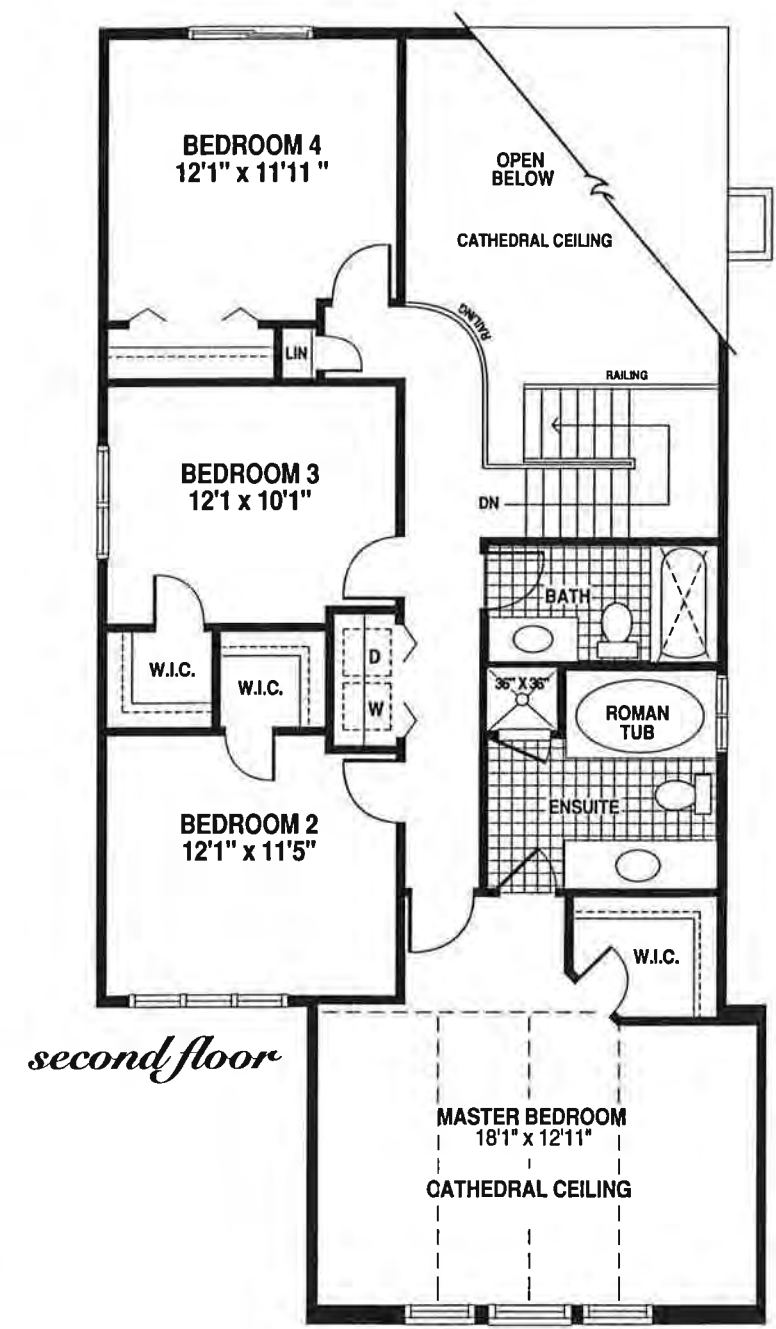 BEDROOM 4
12'1" x 11'11 "
OPEN
BELOW
CATHEDRAL CEILING
RAILING
LIN
RAILING
BEDROOM 3
12'1 x 10'1"
DN
BATH
W.I.C.
W.I.C.
D
W
36" X 36"
ROMAN
TUB
ENSUITE
BEDROOM 2
12'1" x 11'5"
W.I.C.
second floor
MASTER BEDROOM
18'1" x 12'11"
CATHEDRAL CEILING